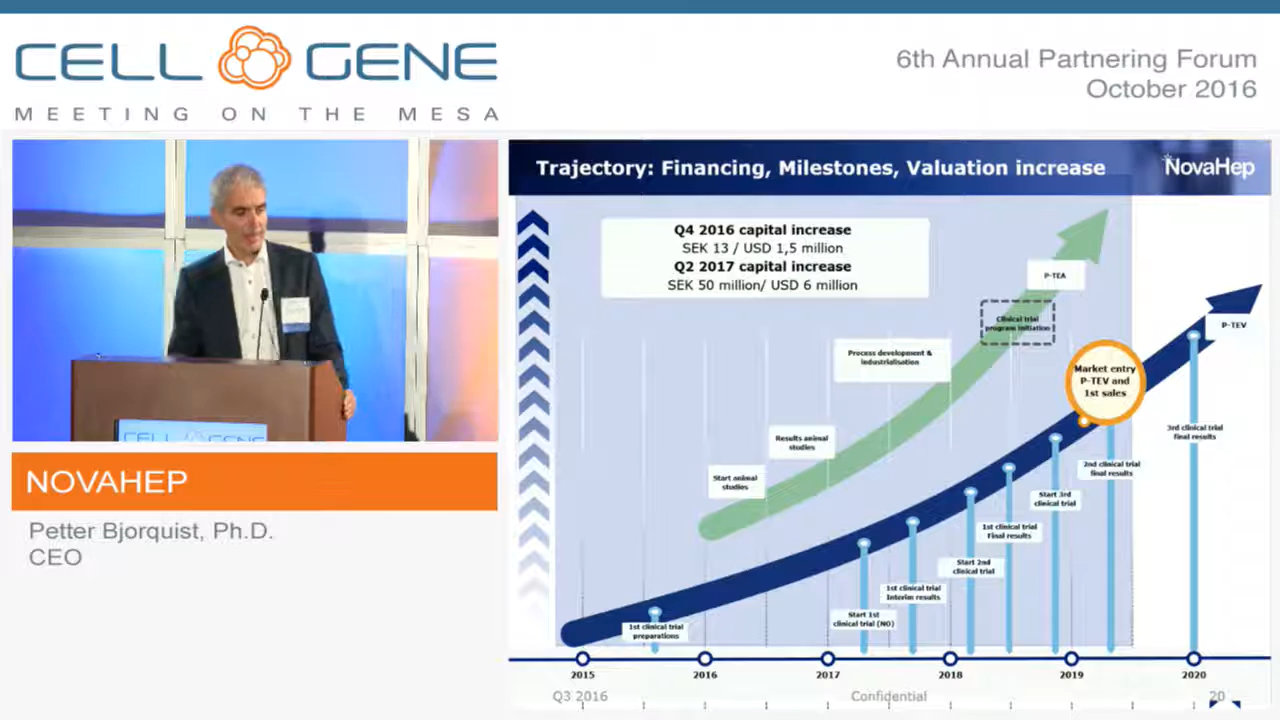 CELL GENE
MEETING ON THE MESA
6th Annual Partnering Forum
October 2016
NOVAHEP
Petter Bjorquist, Ph.D.
CEO
CELL GENE
Trajectory: Financing, Milestones, Valuation increase
NovaHep
Q4 2016 capital increase
SEK 13 / USD 1,5 million
Q2 2017 capital increase
SEK 50 million/ USD 6 million
P-TEA
Clinical trial
program initiation
P-TEV
Process development &
industrialisation
Market entry
P-TEV and
1st sales
Results animal
studies
Start animal
studies
3rd clinical trial
final results
2nd clinical trial
final results
Start 3rd
clinical trial
1st clinical trial
Final results
Start 2nd
clinical trial
1st clinical trial
Interim results
Start 1st
clinical trial (NO)
1st clinical trial
preparations
2015 2016 2017 2018 2019 2020
Q3 2016 Confidential 20